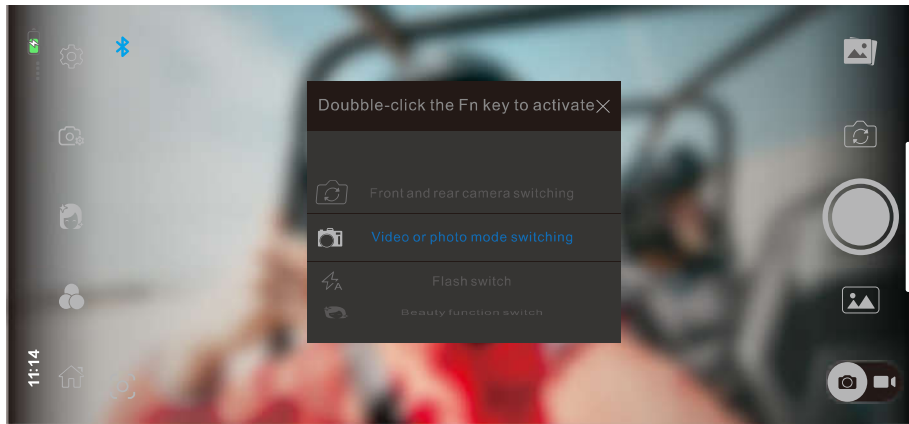 Doubble-click the Fn key to activate
Front and rear camera switching
Video or photo mode switching
Flash switch
Beauty function switch
11:14